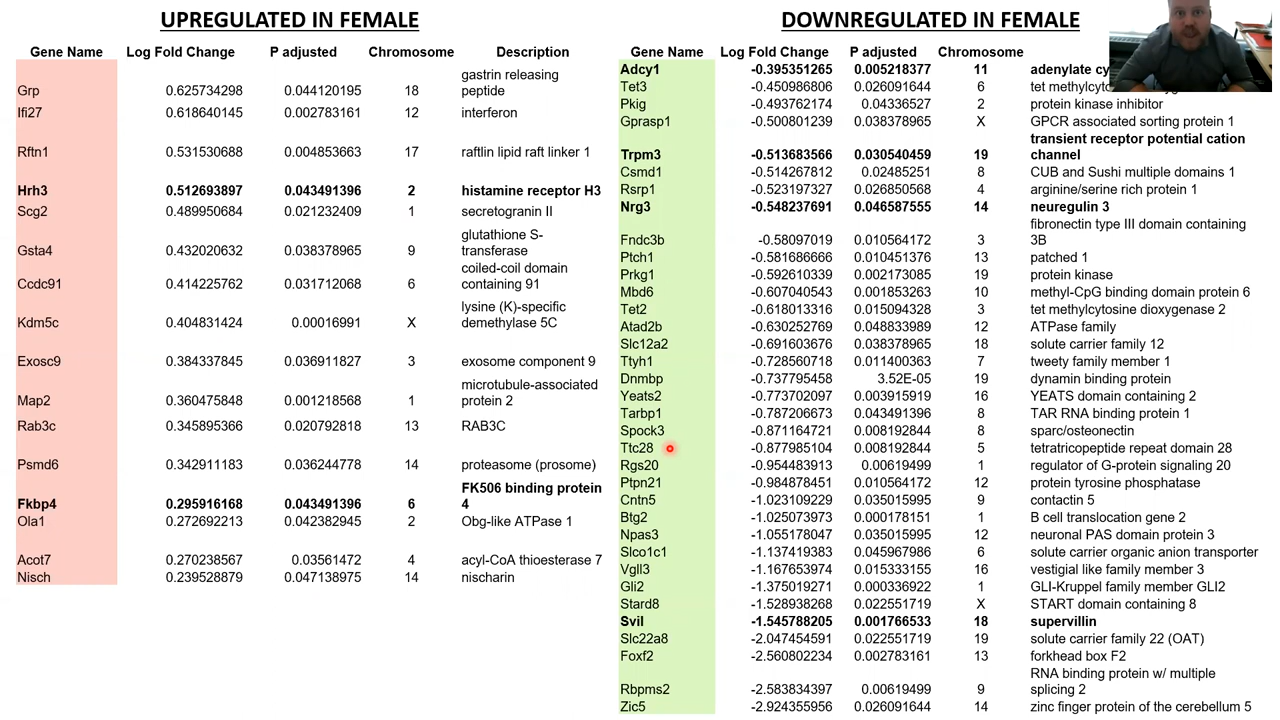 UPREGULATED IN FEMALE
Gene Name Log Fold Change P adjusted Chromosome Description
Grp 0.625734298 0.044120195 18 gastrin releasing peptide
Ifi27 0.618640145 0.002783161 12 interferon
Rftn1 0.531530688 0.004853663 17 raftlin lipid raft linker 1
Hrh3 0.512693897 0.043491396 2 histamine receptor H3
Scg2 0.489950684 0.021232409 1 secretogranin II
Gsta4 0.432020632 0.038378965 9 glutathione S-transferase
Ccdc91 0.414225762 0.031712068 6 coiled-coil domain containing 91
Kdm5c 0.404831424 0.00016991 X lysine (K)-specific demethylase 5C
Exosc9 0.384337845 0.036911827 3 exosome component 9
Map2 0.360475848 0.001218568 1 microtubule-associated protein 2
Rab3c 0.345895366 0.020792818 13 RAB3C
Psmd6 0.342911183 0.036244778 14 proteasome (prosome)
Fkbp4 0.295916168 0.043491396 6 FK506 binding protein 4
Ola1 0.272692213 0.042382945 2 Obg-like ATPase 1
Acot7 0.270238567 0.03561472 4 acyl-CoA thioesterase 7
Nisch 0.239528879 0.047138975 14 nischarin
DOWNREGULATED IN FEMALE
Gene Name Log Fold Change P adjusted Chromosome
Adcy1 -0.395351265 0.005218377 11 adenylate
Tet3 -0.450986806 0.026091644 6 tet
Pkig -0.493762174 0.04336527 2 protein kinase inhibitor
Gprasp1 -0.500801239 0.038378965 X GPCR associated sorting protein 1
Trpm3 -0.513683566 0.030540459 19 transient receptor potential cation channel
Csmd1 -0.514267812 0.02485251 8 CUB and Sushi multiple domains 1
Rsrp1 -0.523197327 0.026850568 4 arginine/serine rich protein 1
Nrg3 -0.548237691 0.046587555 14 neuregulin 3
Fndc3b -0.58097019 0.010564172 3 fibronectin type III domain containing 3B
Ptch1 -0.581686666 0.010451376 13 patched 1
Prkg1 -0.592610339 0.002173085 19 protein kinase
Mbd6 -0.607040543 0.001853263 10 methyl-CpG binding domain protein 6
Tet2 -0.618013316 0.015094328 3 tet methylcytosine dioxygenase 2
Atad2b -0.630252769 0.048833989 12 ATPase family
Slc12a2 -0.691603676 0.038378965 18 solute carrier family 12
Ttyh1 -0.728560718 0.011400363 7 tweety family member 1
Dnmbp -0.737795458 3.52E-05 19 dynamin binding protein
Yeats2 -0.773702097 0.003915919 16 YEATS domain containing 2
Tarbp1 -0.787206673 0.043491396 8 TAR RNA binding protein 1
Spock3 -0.871164721 0.008192844 8 sparc/osteonectin
Ttc28 -0.877985104 0.008192844 5 tetratricopeptide repeat domain 28
Rgs20 -0.954483913 0.00619499 1 regulator of G-protein signaling 20
Ptpn21 -0.984878451 0.010564172 12 protein tyrosine phosphatase
Cntn5 -1.023109229 0.035015995 9 contactin 5
Btg2 -1.025073973 0.000178151 1 B cell translocation gene 2
Npas3 -1.055178047 0.035015995 12 neuronal PAS domain protein 3
Slco1c1 -1.137419383 0.045967986 6 solute carrier organic anion transporter
Vgll3 -1.167653974 0.015333155 16 vestigial like family member 3
Gli2 -1.375019271 0.000336922 1 GLI-Kruppel family member GLI2
Stard8 -1.528938268 0.022551719 X START domain containing 8
Svil -1.545788205 0.001766533 18 supervillin
Slc22a8 -2.047454591 0.022551719 19 solute carrier family 22 (OAT)
Foxf2 -2.560802234 0.002783161 13 forkhead box F2
Rbpms2 -2.583834397 0.00619499 9 RNA binding protein w/ multiple splicing 2
Zic5 -2.924355956 0.026091644 14 zinc finger protein of the cerebellum 5